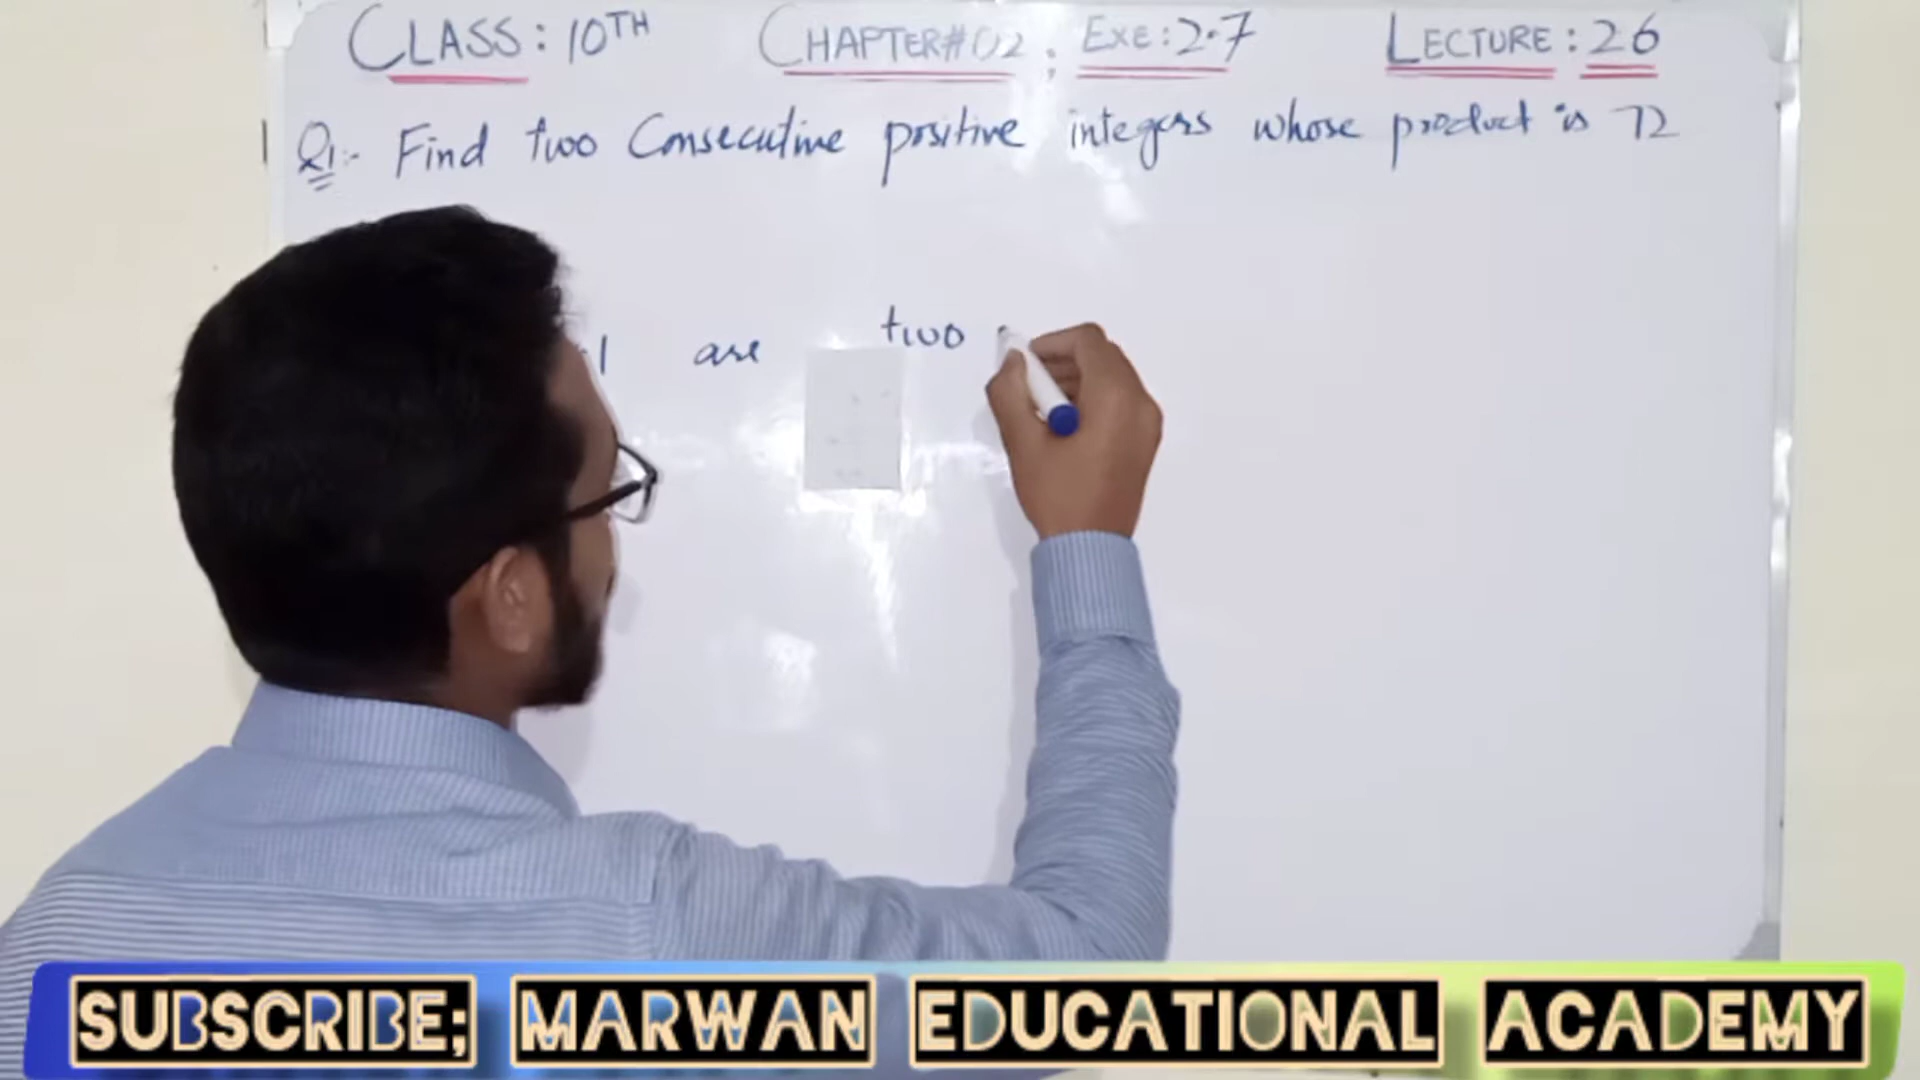 CLASS: 10TH CHAPTER#02; EXE: 2.7 LECTURE: 26
Q1:- Find two Consecutive positive integers whose product is 72
1 are two
SUBSCRIBE; MARWAN EDUCATIONAL ACADEMY